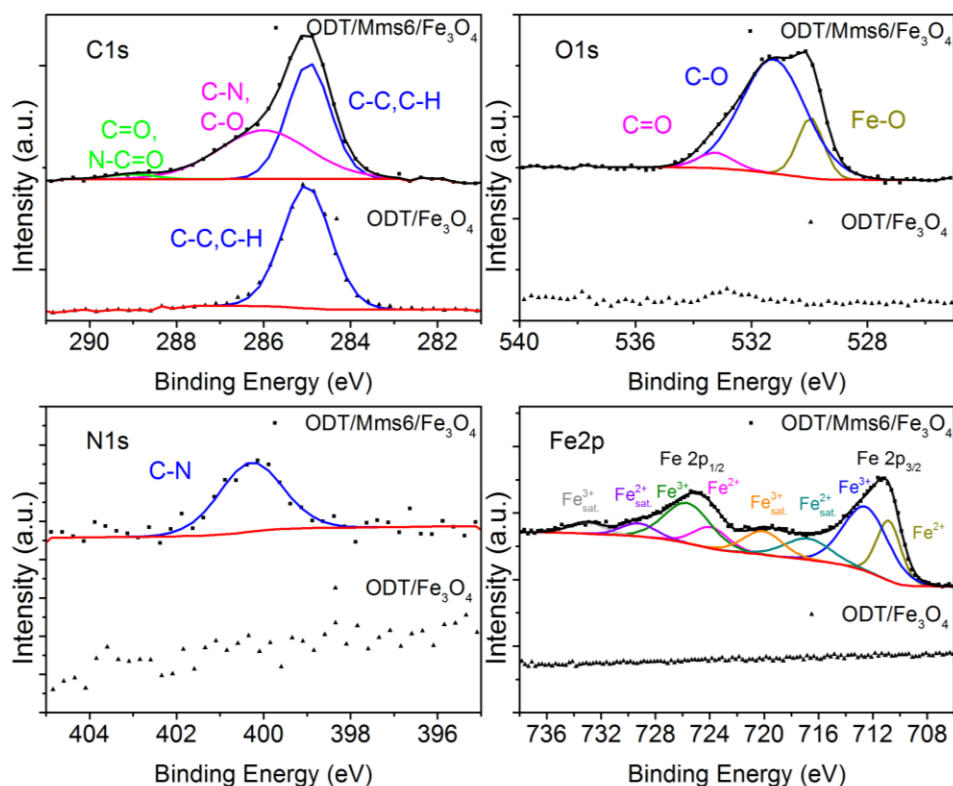 C1s
ODT/Mms6/Fe₃O₄
C-N,
C-O
C-C,C-H
C=O,
N-C=O
C-C,C-H
ODT/Fe₃O₄
Intensity (a.u.)
290 288 286 284 282
Binding Energy (eV)
O1s
ODT/Mms6/Fe₃O₄
C-O
C=O
Fe-O
ODT/Fe₃O₄
Intensity (a.u.)
540 536 532 528
Binding Energy (eV)
N1s
ODT/Mms6/Fe₃O₄
C-N
ODT/Fe₃O₄
Intensity (a.u.)
404 402 400 398 396
Binding Energy (eV)
Fe2p
ODT/Mms6/Fe₃O₄
Fe 2p₁/₂
Fe 2p₃/₂
Fe³⁺sat. Fe²⁺sat. Fe³⁺ Fe²⁺ Fe³⁺sat. Fe²⁺sat. Fe³⁺ Fe²⁺
ODT/Fe₃O₄
Intensity (a.u.)
736 732 728 724 720 716 712 708
Binding Energy (eV)